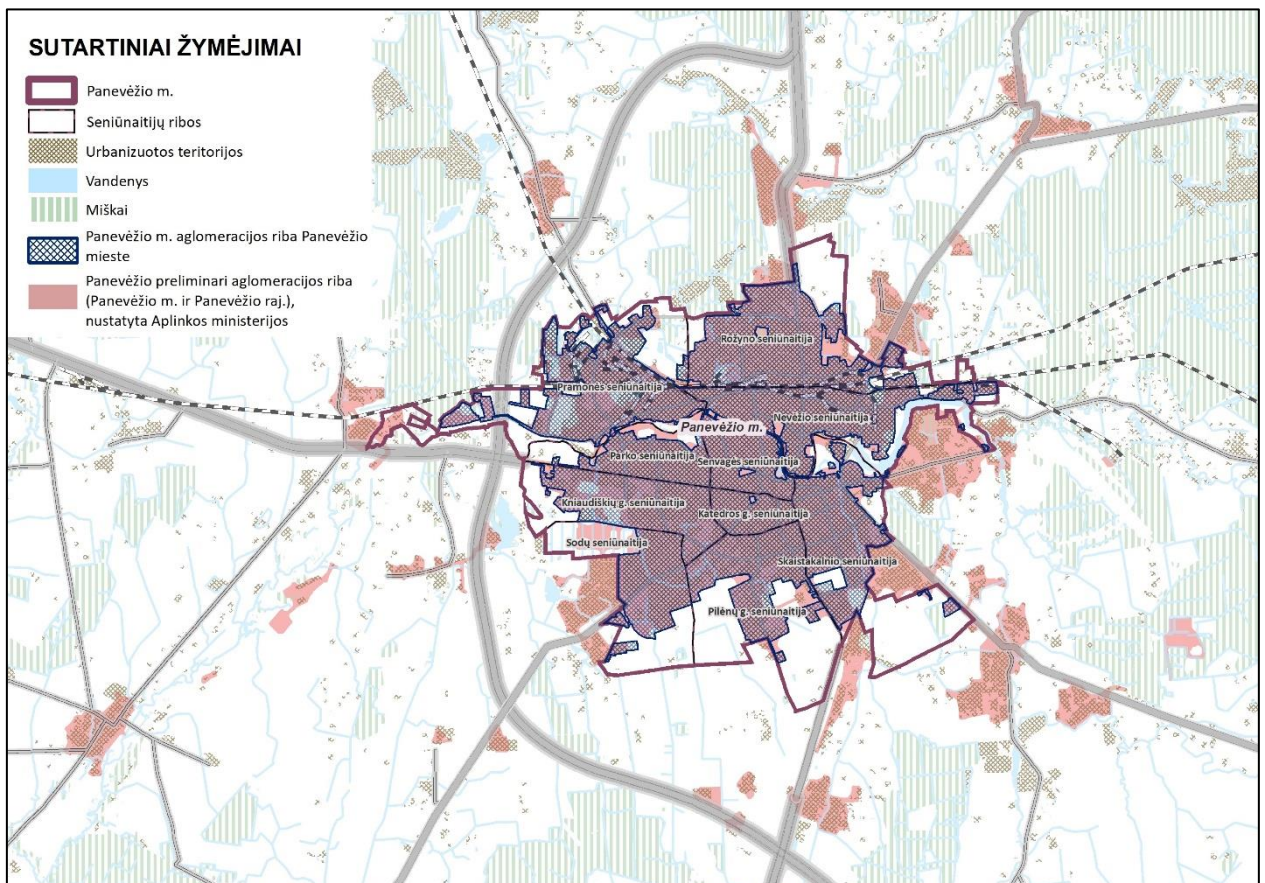 SUTARTINIAI ŽYMĖJIMAI
Panevėžio m.
Seniūnaitijų ribos
Urbanizuotos teritorijos
Vandenys
Miškai
Panevėžio m. aglomeracijos riba Panevėžio
mieste
Panevėžio preliminari aglomeracijos riba
(Panevėžio m. ir Panevėžio raj.),
nustatyta Aplinkos ministerijos
Rožyno seniūnaitija
Pramonės seniūnaitija
Nevėžio seniūnaitija
Panevėžio m.
Parko seniūnaitija
Senvagės seniūnaitija
Kniaudiškių g. seniūnaitija
Katedros g. seniūnaitija
Sodų seniūnaitija
Skaistakalnio seniūnaitija
Pilėnų g. seniūnaitija